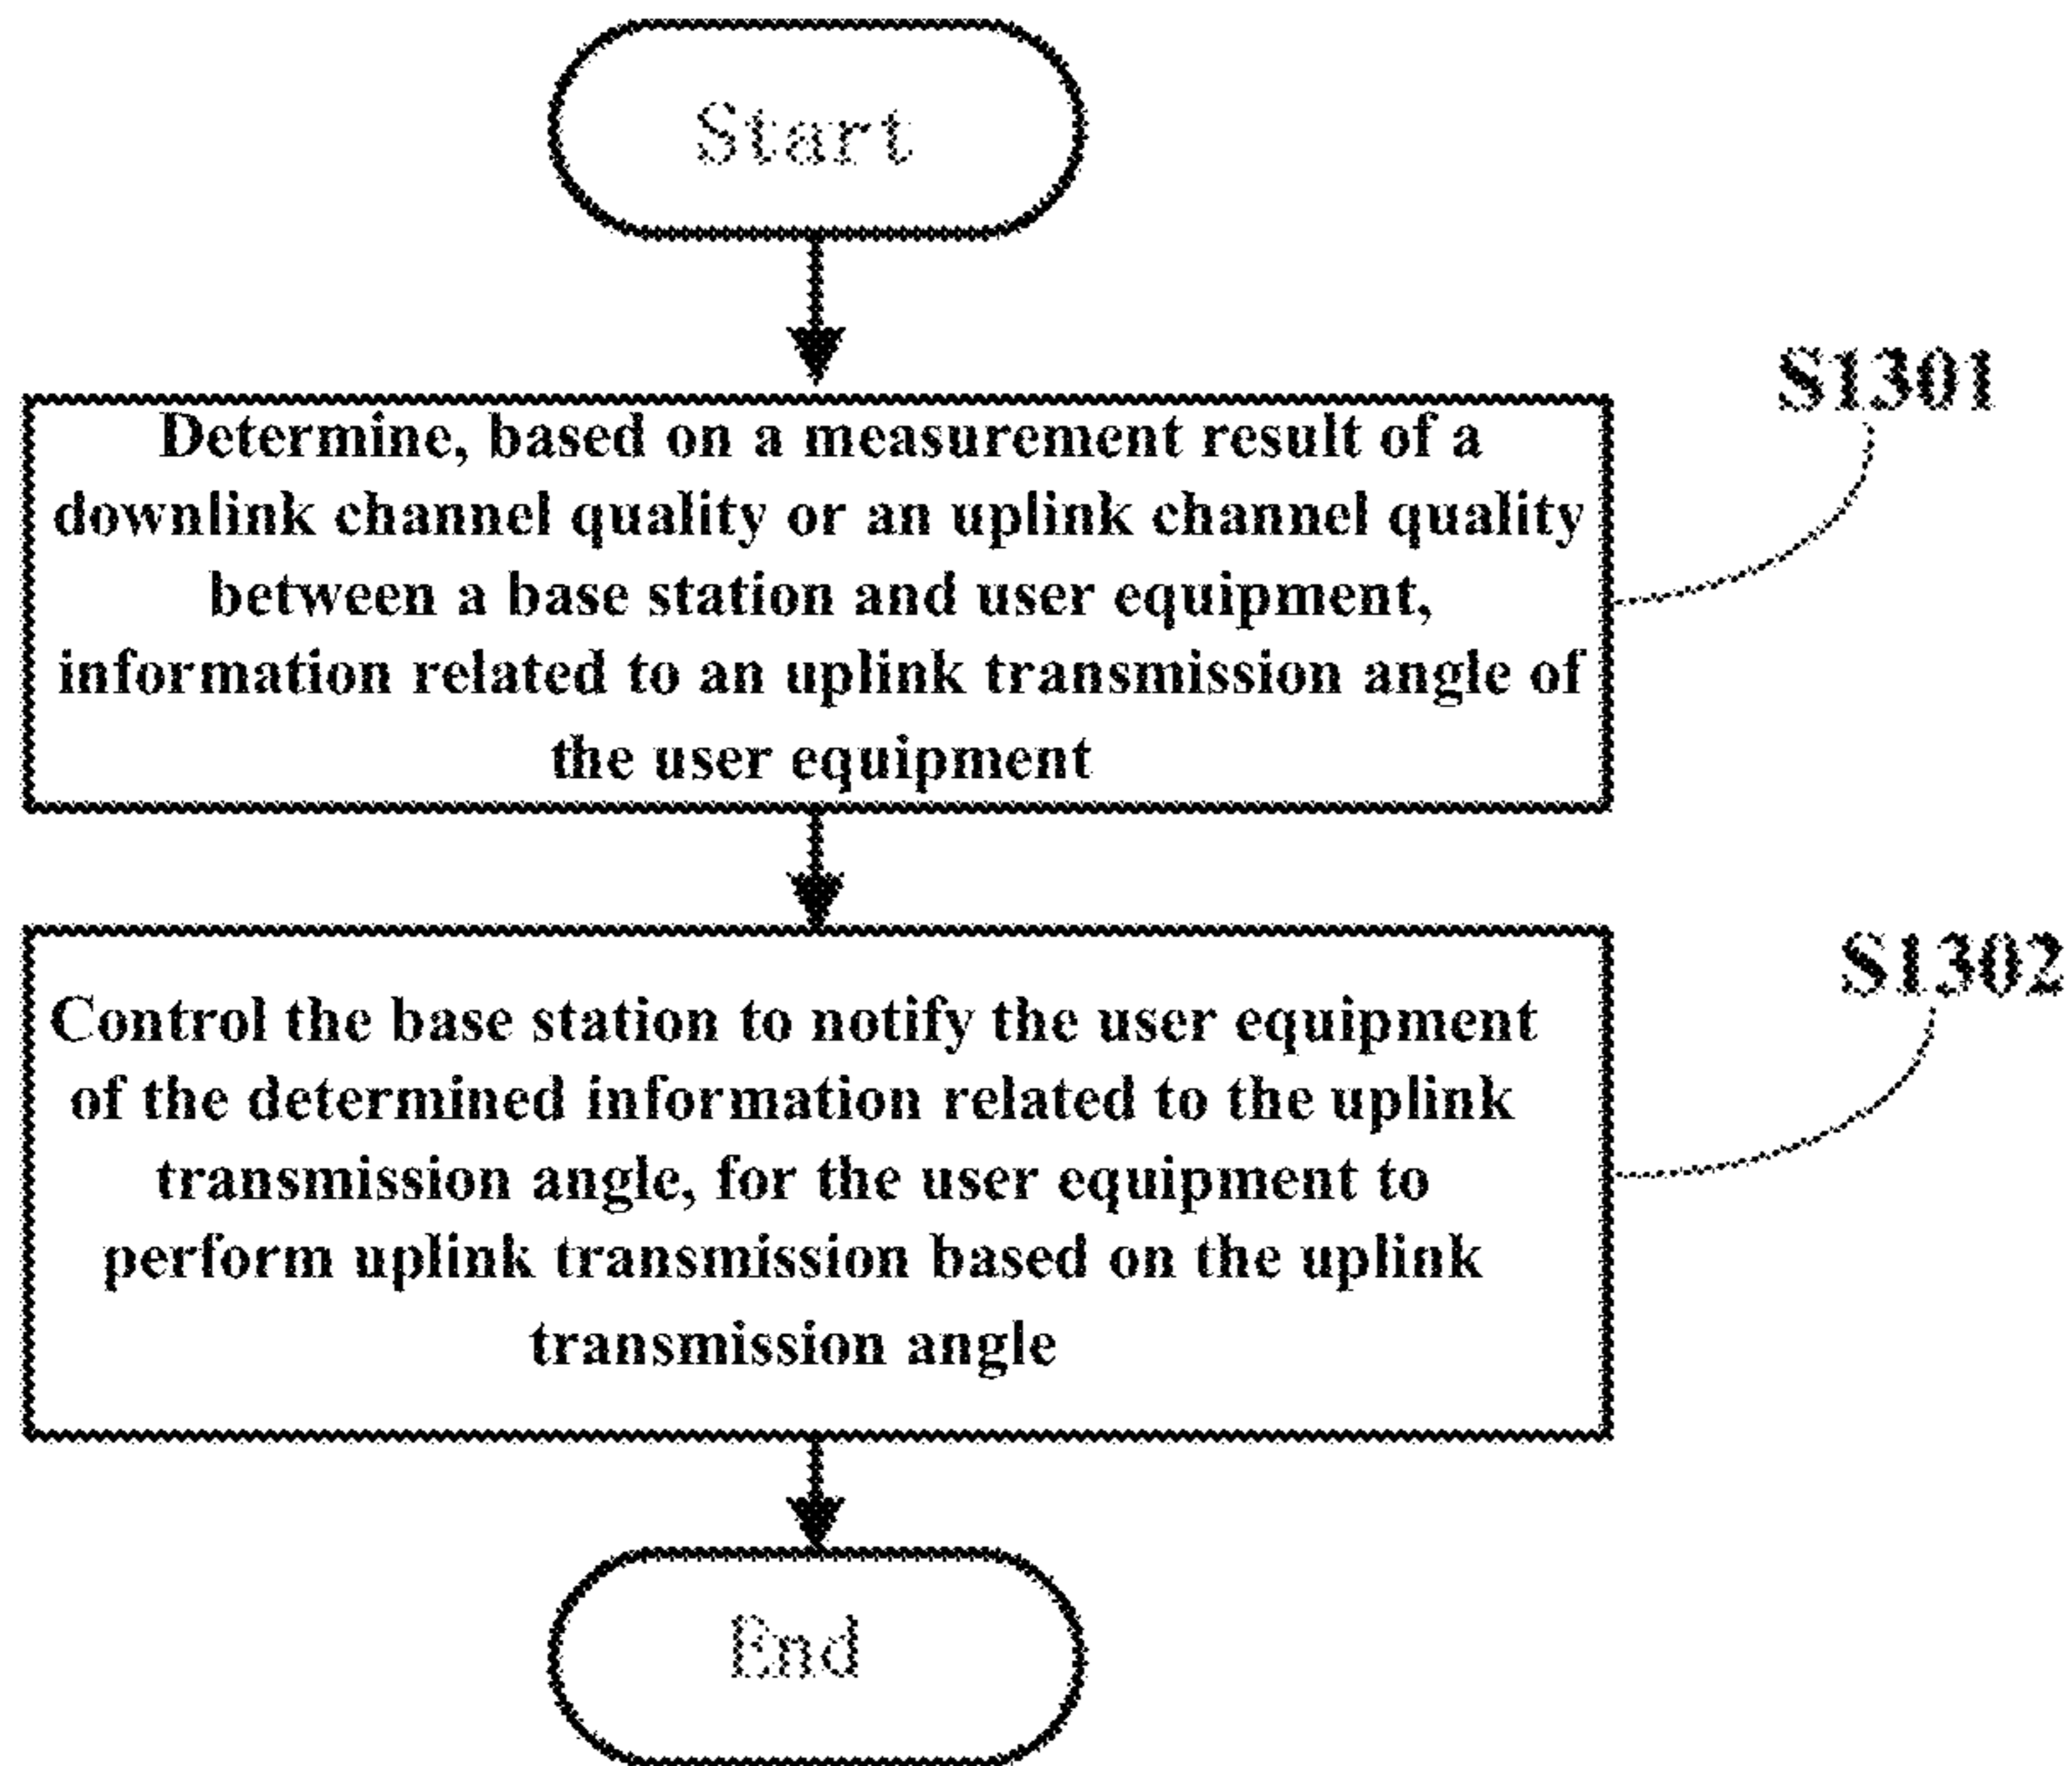 Start
S1301
Determine, based on a measurement result of a
downlink channel quality or an uplink channel quality
between a base station and user equipment,
information related to an uplink transmission angle of
the user equipment
S1302
Control the base station to notify the user equipment
of the determined information related to the uplink
transmission angle, for the user equipment to
perform uplink transmission based on the uplink
transmission angle
End